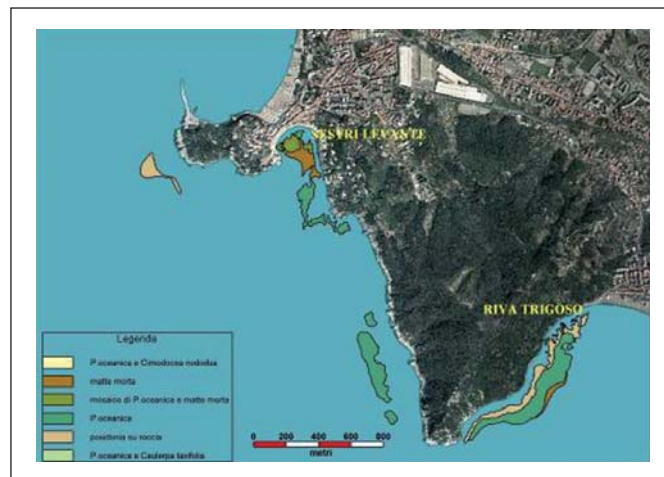 SESTRI LEVANTE
RIVA TRIGOSO
Legenda
P.oceanica e Cimodocea nodosa
matte morta
mosaico di P.oceanica e matte morta
P.oceanica
posidonia su roccia
P.oceanica e Caulerpa taxifolia
0 200 400 600 800
metri